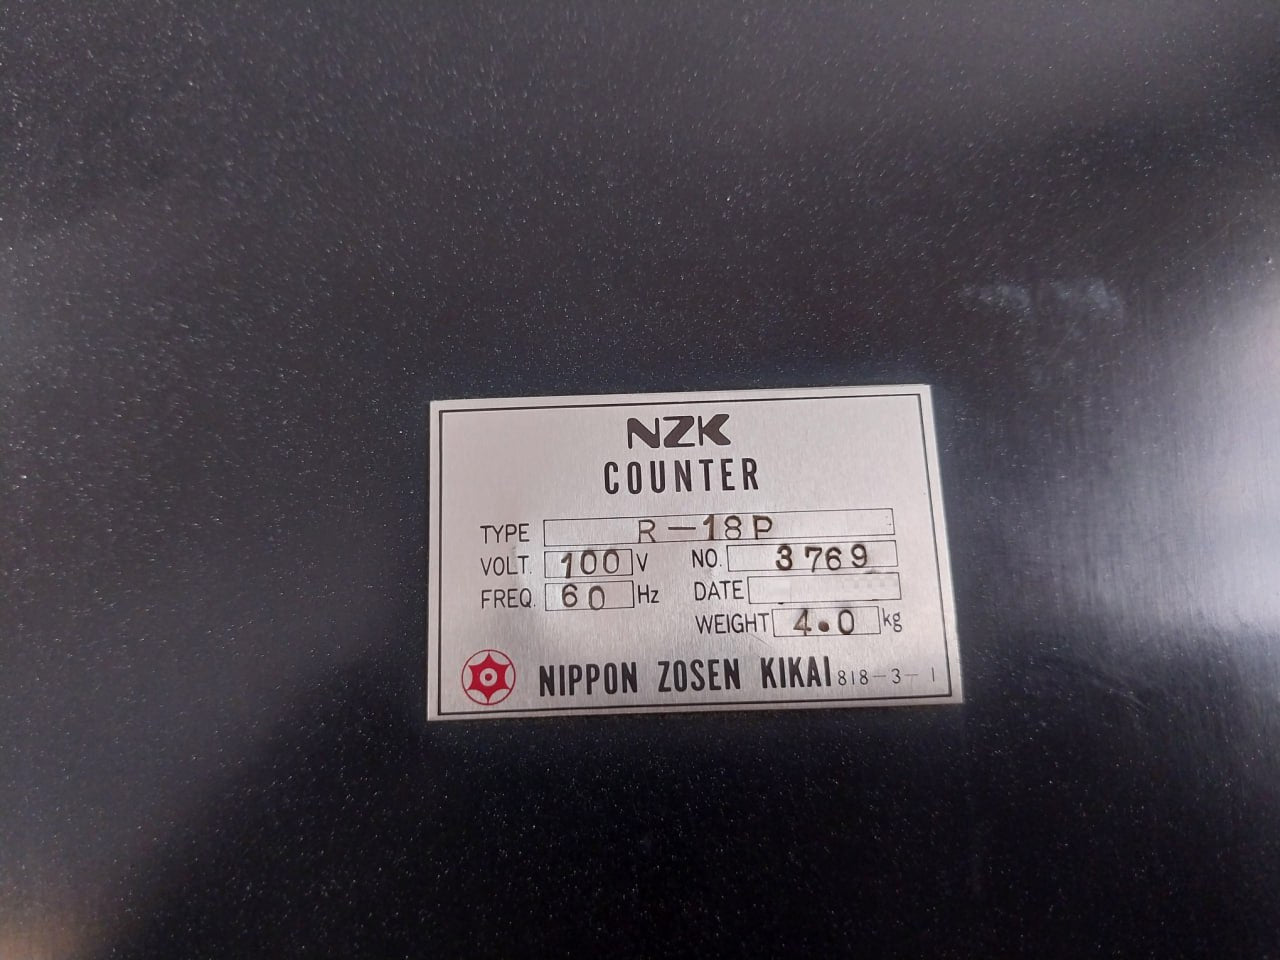 NZK
COUNTER
TYPE R-18P
VOLT. 100 V NO. 3769
FREQ. 60 Hz DATE
WEIGHT 4.0 kg
NIPPON ZOSEN KIKAI 818-3-1